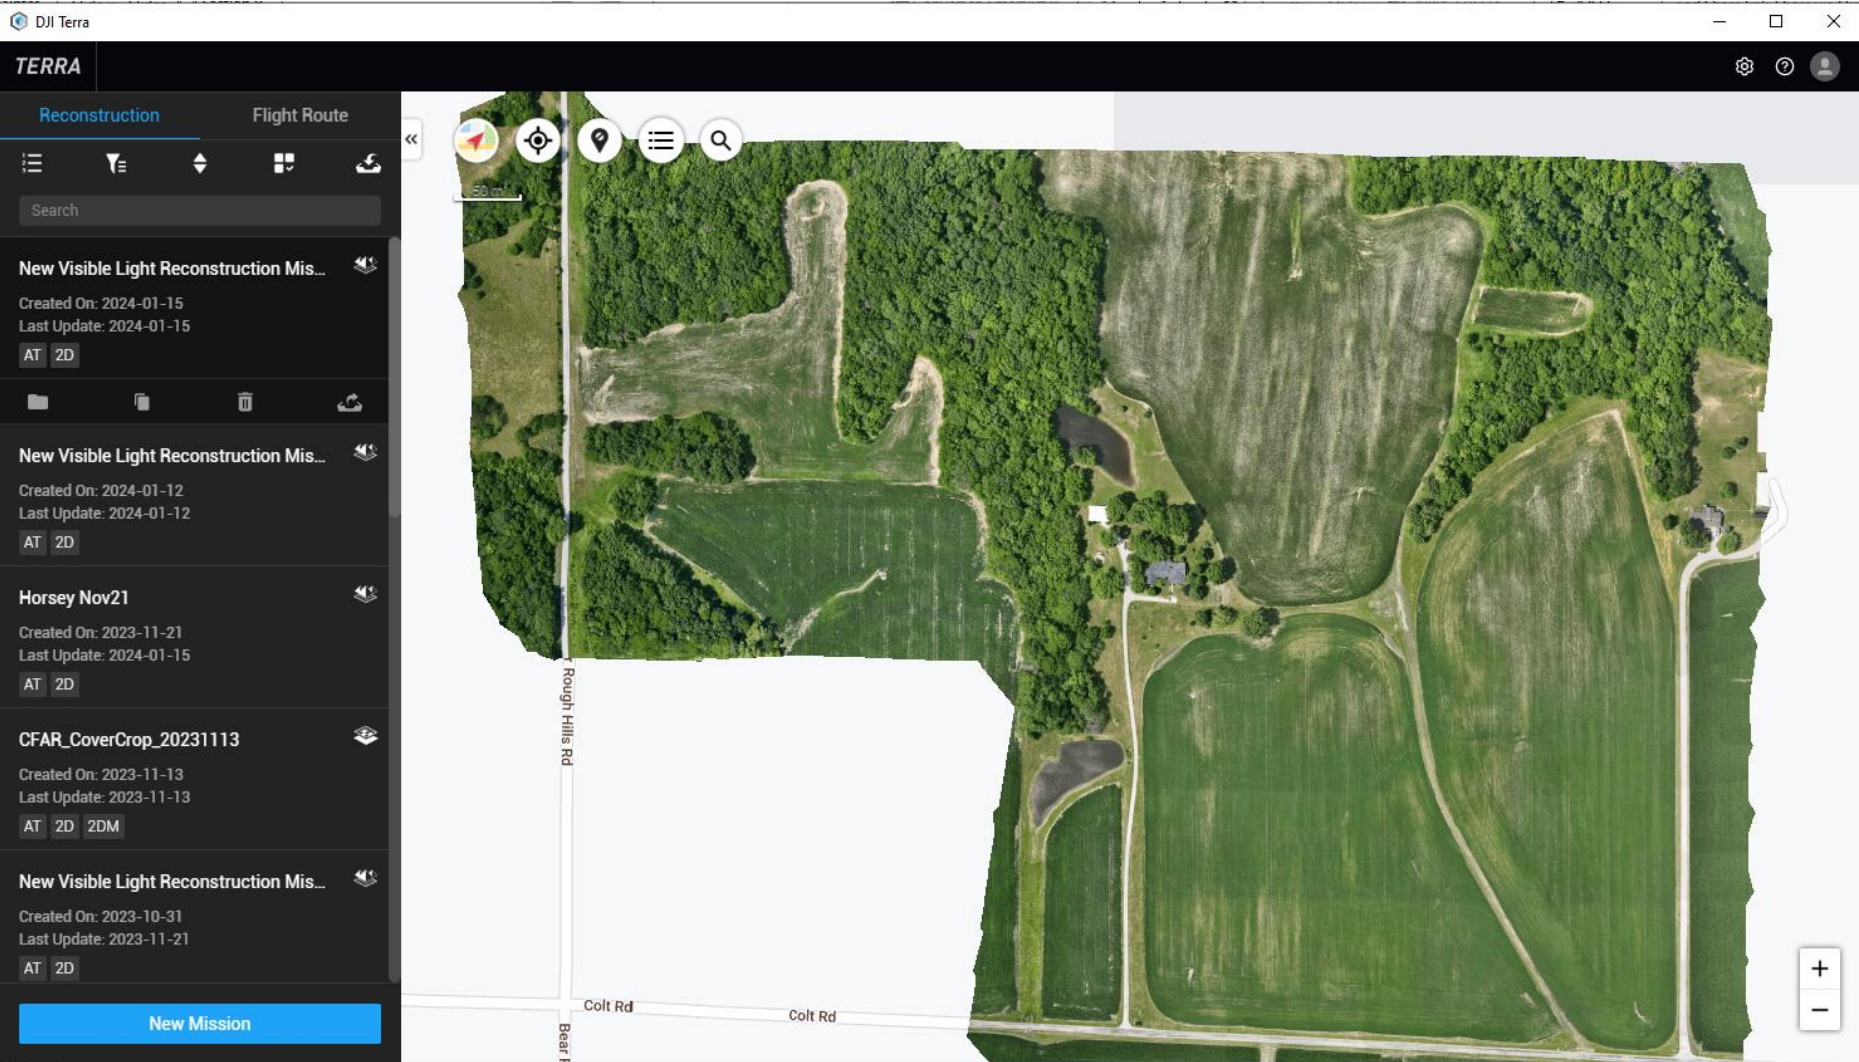 DJI Terra
TERRA
Reconstruction
Flight Route
Search
50 m
New Visible Light Reconstruction Mis...
Created On: 2024-01-15
Last Update: 2024-01-15
AT 2D
New Visible Light Reconstruction Mis...
Created On: 2024-01-12
Last Update: 2024-01-12
AT 2D
Horsey Nov21
Created On: 2023-11-21
Last Update: 2024-01-15
AT 2D
CFAR_CoverCrop_20231113
Created On: 2023-11-13
Last Update: 2023-11-13
AT 2D 2DM
New Visible Light Reconstruction Mis...
Created On: 2023-10-31
Last Update: 2023-11-21
AT 2D
New Mission
r Rough Hills Rd
Colt Rd
Colt Rd
Bear